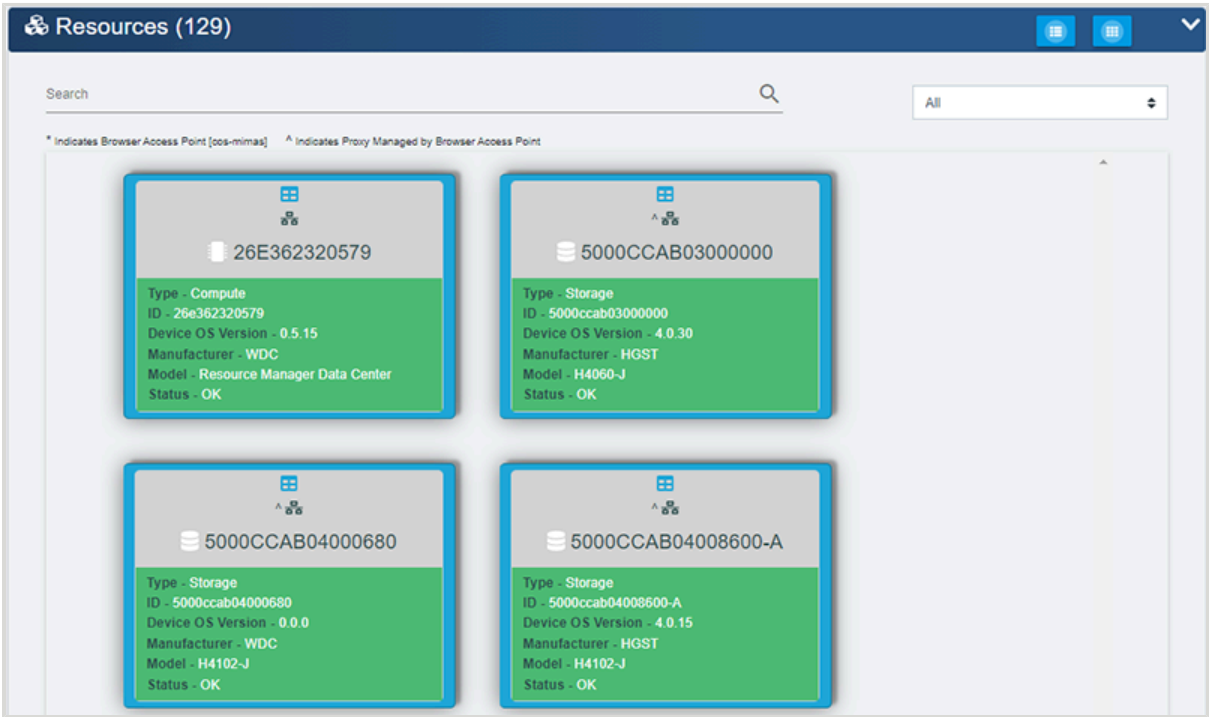 Resources (129)
Search
All
* Indicates Browser Access Point [cos-mimas] ^ Indicates Proxy Managed by Browser Access Point
26E362320579
Type - Compute
ID - 26e362320579
Device OS Version - 0.5.15
Manufacturer - WDC
Model - Resource Manager Data Center
Status - OK
^
5000CCAB03000000
Type - Storage
ID - 5000ccab03000000
Device OS Version - 4.0.30
Manufacturer - HGST
Model - H4060-J
Status - OK
^
5000CCAB04000680
Type - Storage
ID - 5000ccab04000680
Device OS Version - 0.0.0
Manufacturer - WDC
Model - H4102-J
Status - OK
^
5000CCAB04008600-A
Type - Storage
ID - 5000ccab04008600-A
Device OS Version - 4.0.15
Manufacturer - HGST
Model - H4102-J
Status - OK